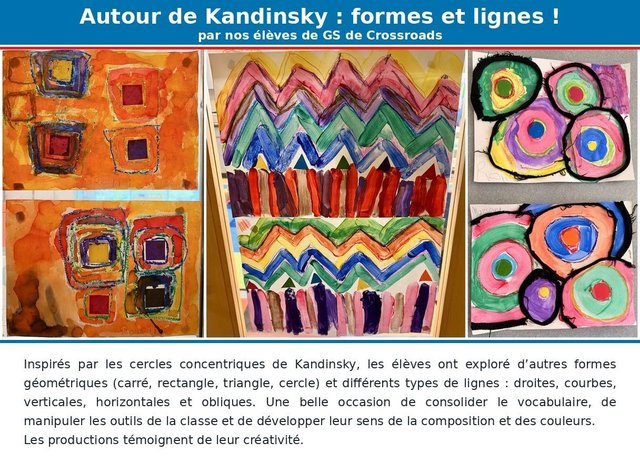 Autour de Kandinsky : formes et lignes !
par nos élèves de GS de Crossroads
Inspirés par les cercles concentriques de Kandinsky, les élèves ont exploré d’autres formes
géométriques (carré, rectangle, triangle, cercle) et différents types de lignes : droites, courbes,
verticales, horizontales et obliques. Une belle occasion de consolider le vocabulaire, de
manipuler les outils de la classe et de développer leur sens de la composition et des couleurs.
Les productions témoignent de leur créativité.